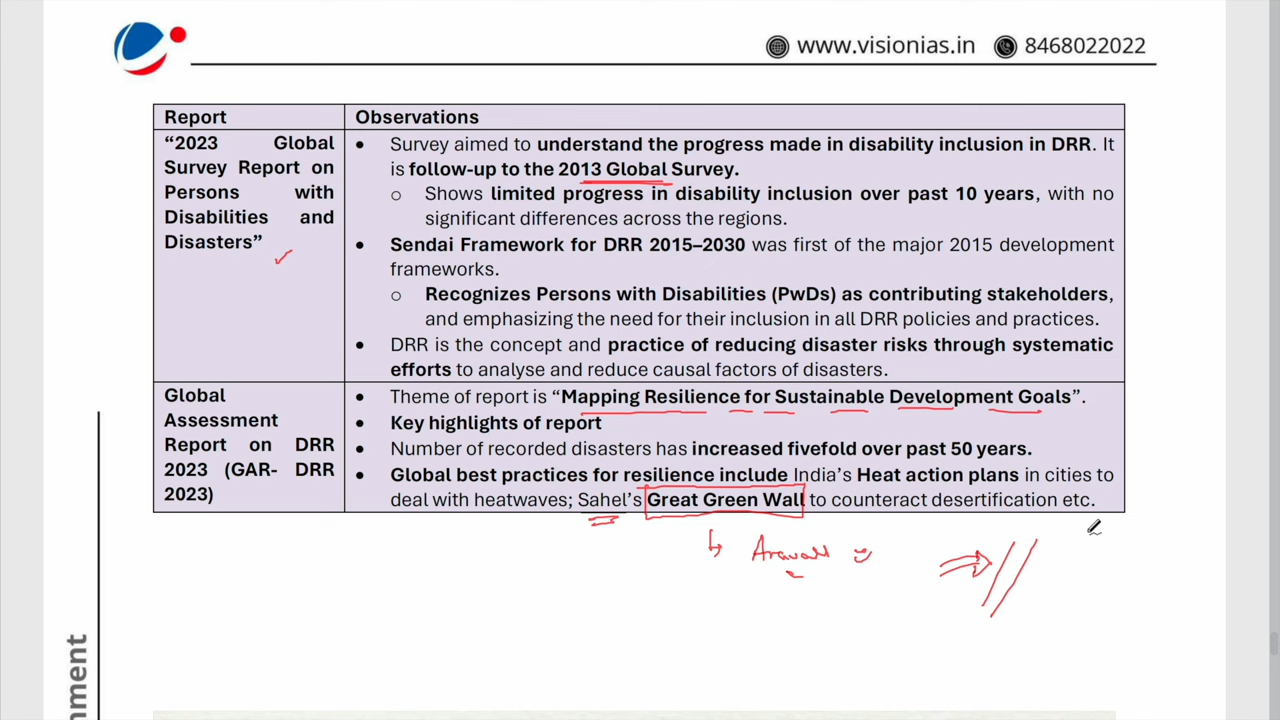 www.visionias.in 8468022022
Report Observations
“2023 Global
Survey Report on
Persons with
Disabilities and
Disasters”
• Survey aimed to understand the progress made in disability inclusion in DRR. It
is follow-up to the 2013 Global Survey.
o Shows limited progress in disability inclusion over past 10 years, with no
significant differences across the regions.
• Sendai Framework for DRR 2015–2030 was first of the major 2015 development
frameworks.
o Recognizes Persons with Disabilities (PwDs) as contributing stakeholders,
and emphasizing the need for their inclusion in all DRR policies and practices.
• DRR is the concept and practice of reducing disaster risks through systematic
efforts to analyse and reduce causal factors of disasters.
Global
Assessment
Report on DRR
2023 (GAR- DRR
2023)
• Theme of report is “Mapping Resilience for Sustainable Development Goals”.
• Key highlights of report
• Number of recorded disasters has increased fivefold over past 50 years.
• Global best practices for resilience include India’s Heat action plans in cities to
deal with heatwaves; Sahel’s Great Green Wall to counteract desertification etc.
nment